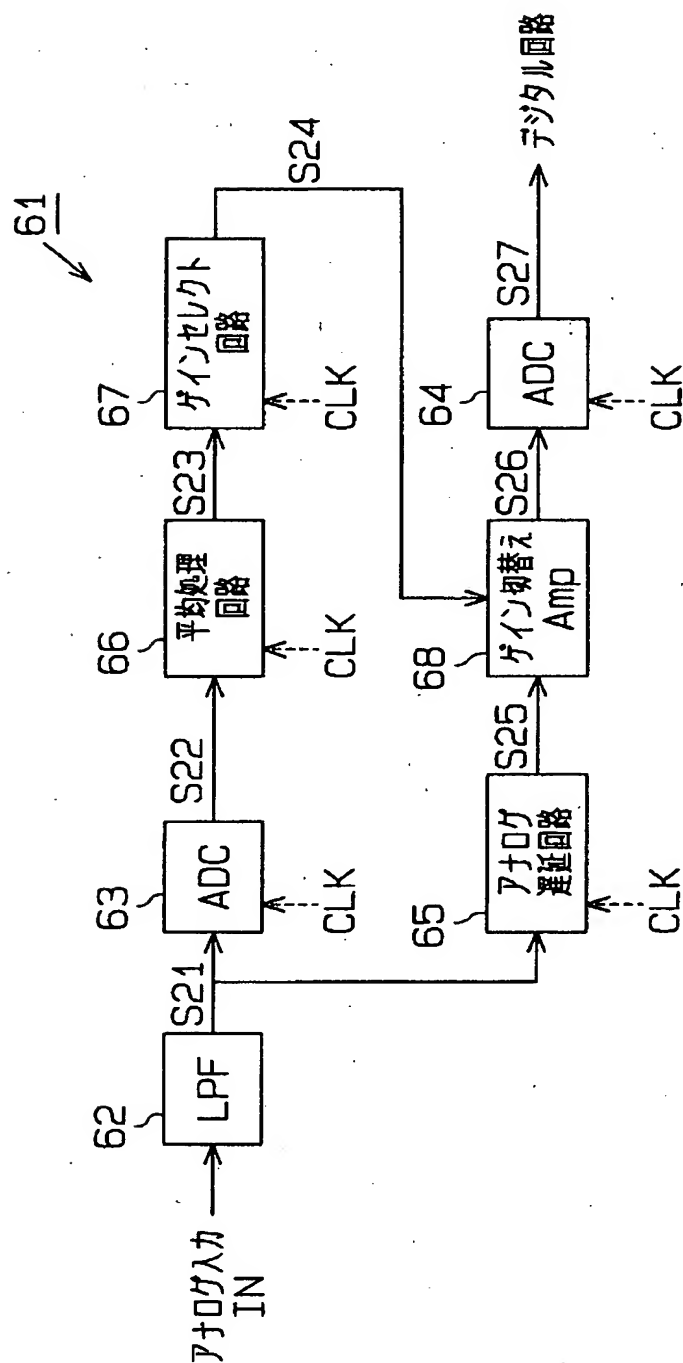 61
アナログ入力
IN
62
LPF
S21
63
ADC
CLK
S22
66
平均処理
回路
CLK
S23
67
ゲインセレクト
回路
CLK
S24
65
アナログ
遅延回路
CLK
S25
68
ゲイン切替え
Amp
S26
64
ADC
CLK
S27
デジタル回路